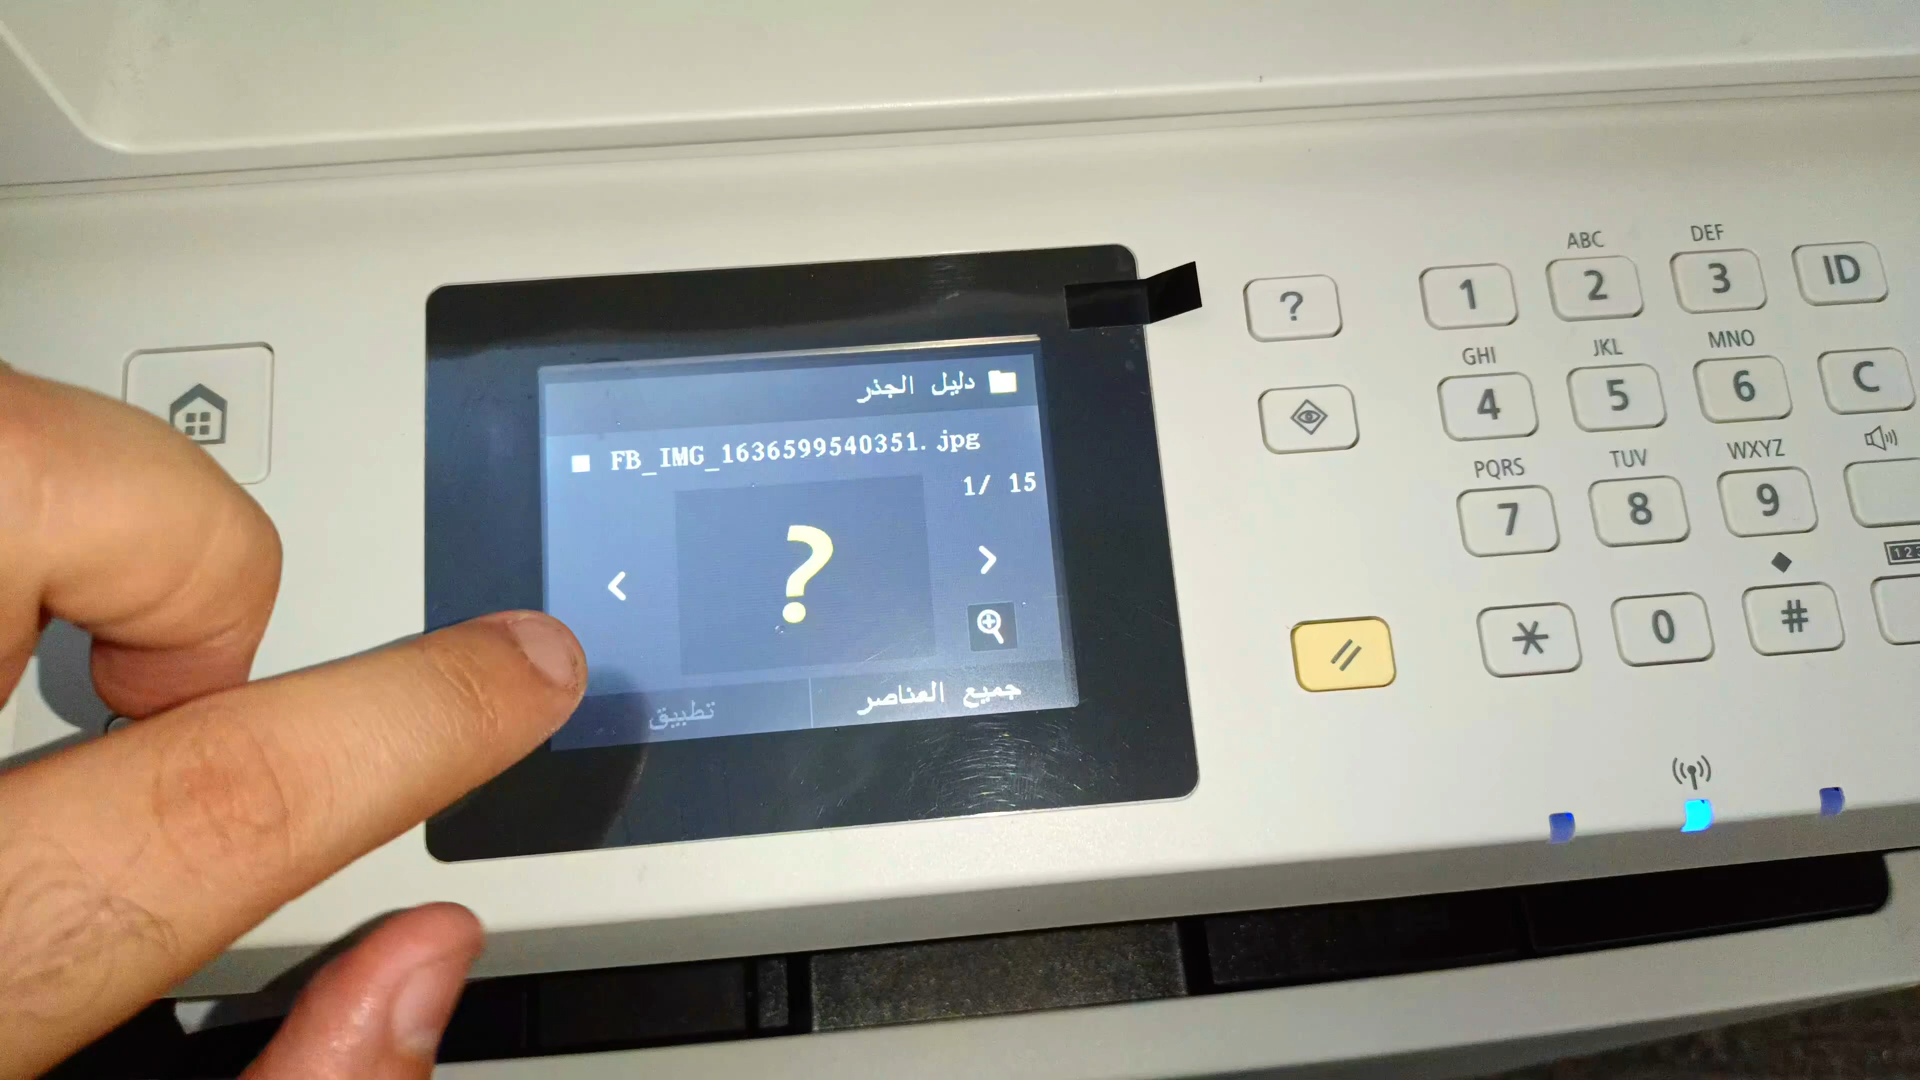 دليل الجذر
FB_IMG_1636599540351.jpg
1/ 15
?
جميع العناصر
تطبيق
?
ABC
DEF
1
2
3
ID
GHI
JKL
MNO
4
5
6
C
PQRS
TUV
WXYZ
7
8
9
*
0
#